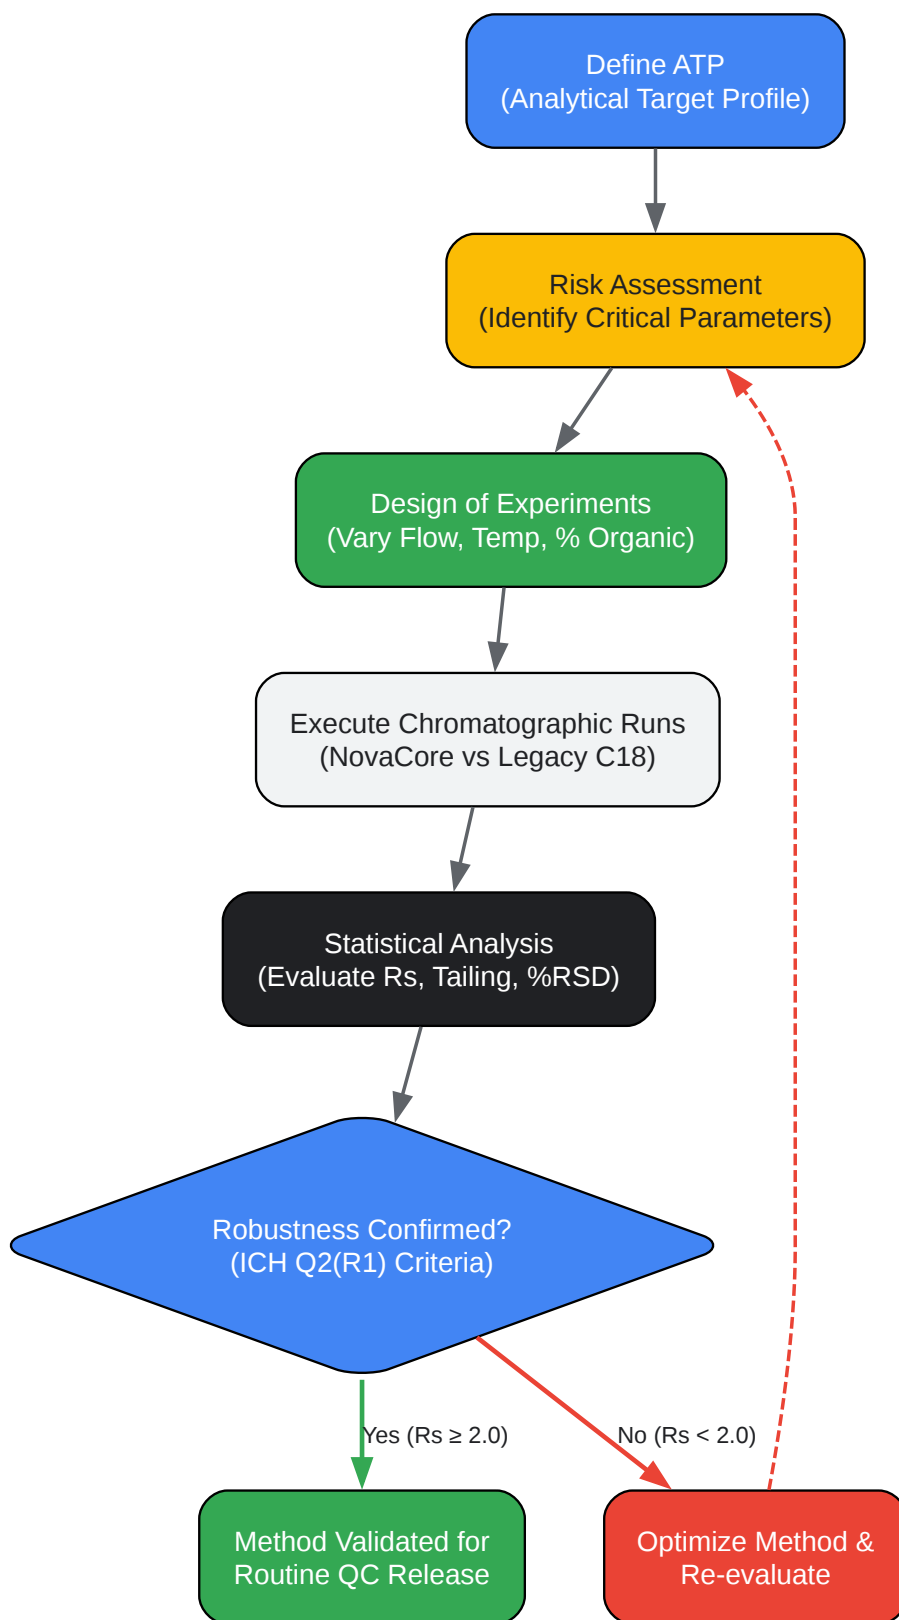 Define ATP
(Analytical Target Profile)
Risk Assessment
(Identify Critical Parameters)
Design of Experiments
(Vary Flow, Temp, % Organic)
Execute Chromatographic Runs
(NovaCore vs Legacy C18)
Statistical Analysis
(Evaluate Rs, Tailing, %RSD)
Robustness Confirmed?
(ICH Q2(R1) Criteria)
Yes (Rs ≥ 2.0)
No (Rs < 2.0)
Method Validated for
Routine QC Release
Optimize Method &
Re-evaluate